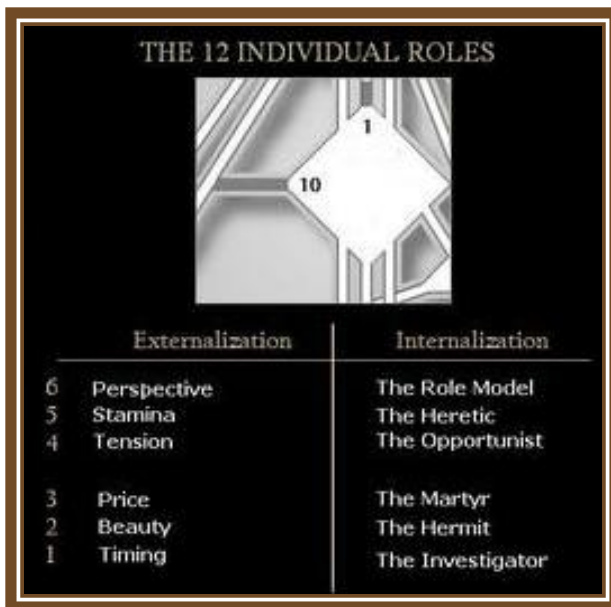 THE 12 INDIVIDUAL ROLES
1
10
Externalization Internalization
6 Perspective The Role Model
5 Stamina The Heretic
4 Tension The Opportunist
3 Price The Martyr
2 Beauty The Hermit
1 Timing The Investigator